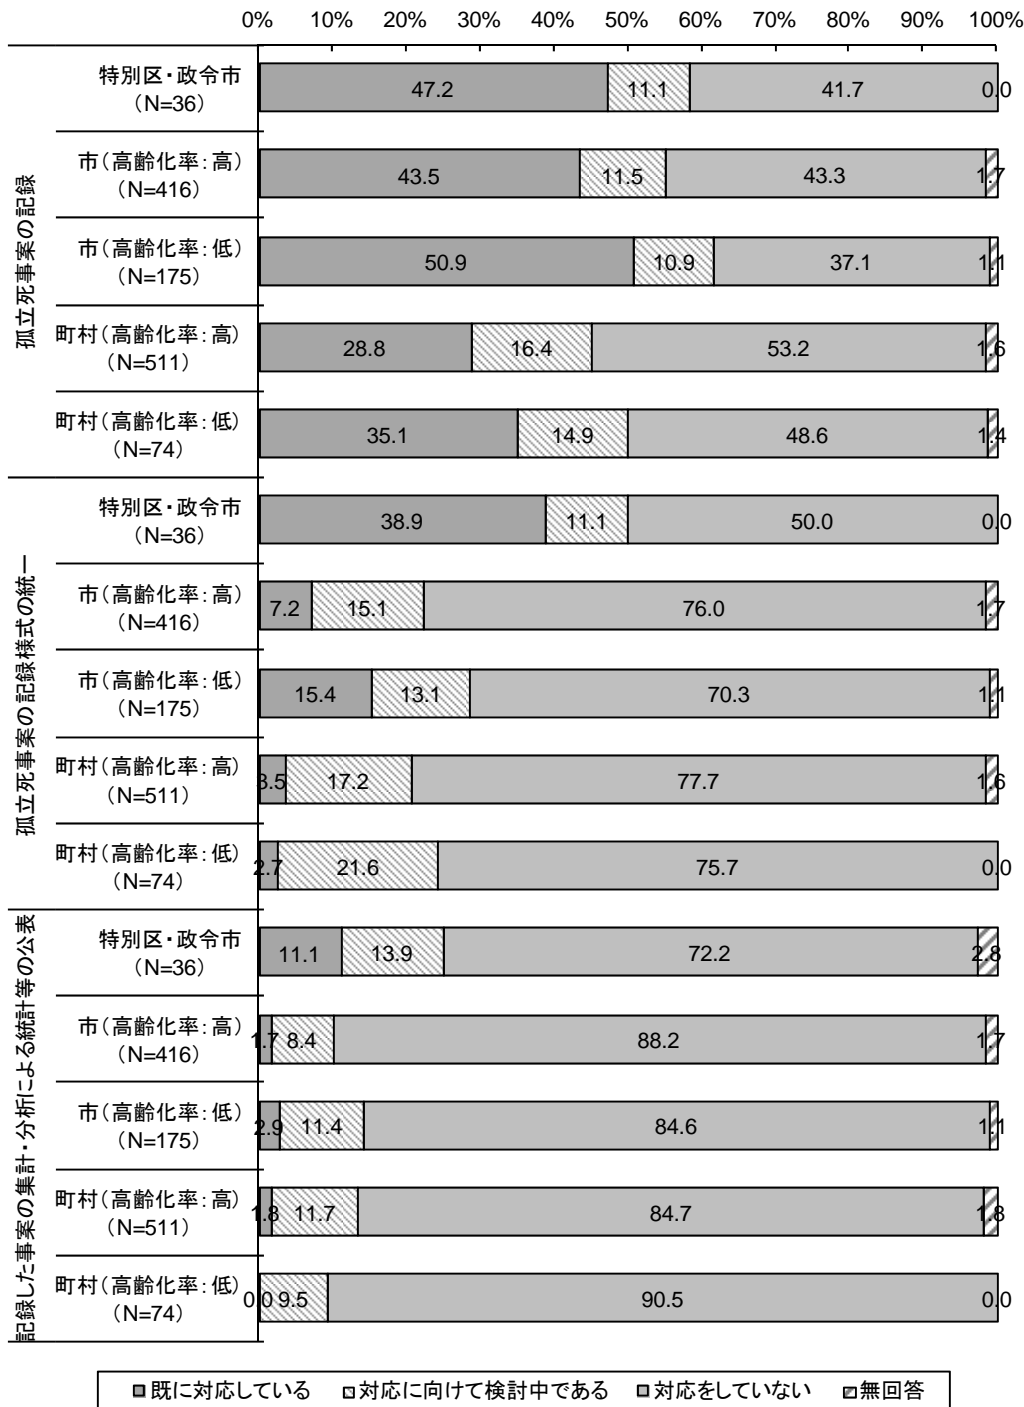 0% 10% 20% 30% 40% 50% 60% 70% 80% 90% 100%
孤立死事案の記録
特別区・政令市
（N=36）
47.2 11.1 41.7 0.0
市（高齢化率：高）
（N=416）
43.5 11.5 43.3 1.7
市（高齢化率：低）
（N=175）
50.9 10.9 37.1 1.1
町村（高齢化率：高）
（N=511）
28.8 16.4 53.2 1.6
町村（高齢化率：低）
（N=74）
35.1 14.9 48.6 1.4
孤立死事案の記録様式の統一
特別区・政令市
（N=36）
38.9 11.1 50.0 0.0
市（高齢化率：高）
（N=416）
7.2 15.1 76.0 1.7
市（高齢化率：低）
（N=175）
15.4 13.1 70.3 1.1
町村（高齢化率：高）
（N=511）
3.5 17.2 77.7 1.6
町村（高齢化率：低）
（N=74）
2.7 21.6 75.7 0.0
記録した事案の集計・分析による統計等の公表
特別区・政令市
（N=36）
11.1 13.9 72.2 2.8
市（高齢化率：高）
（N=416）
1.7 8.4 88.2 1.7
市（高齢化率：低）
（N=175）
2.9 11.4 84.6 1.1
町村（高齢化率：高）
（N=511）
1.8 11.7 84.7 1.8
町村（高齢化率：低）
（N=74）
0.0 9.5 90.5 0.0
既に対応している 対応に向けて検討中である 対応をしていない 無回答